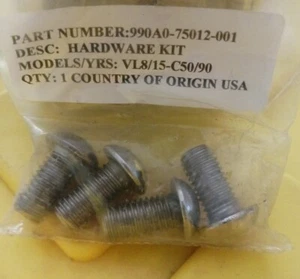 PART NUMBER:990A0-75012-001
DESC: HARDWARE KIT
MODELS/YRS: VL8/15-C50/90
QTY: 1 COUNTRY OF ORIGIN USA